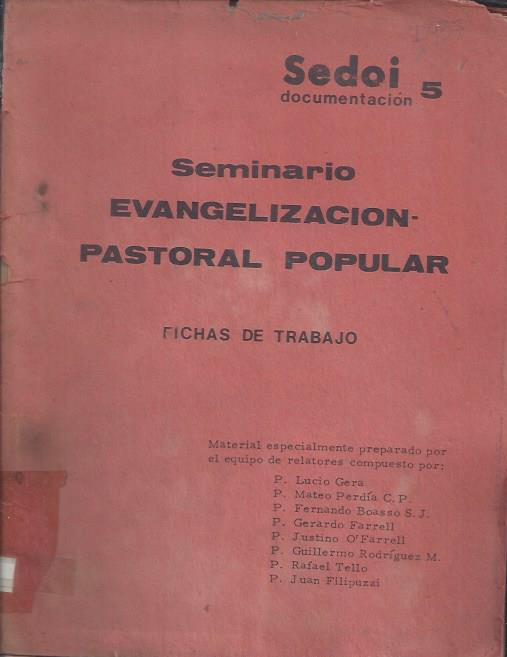 Sedoi 5
documentación
Seminario
EVANGELIZACION-
PASTORAL POPULAR
FICHAS DE TRABAJO
Material especialmente preparado por
el equipo de relatores compuesto por:
P. Lucio Gera
P. Mateo Perdía C. P.
P. Fernando Boasso S. J.
P. Gerardo Farrell
P. Justino O'Farrell
P. Guillermo Rodríguez M.
P. Rafael Tello
P. Juan Filipuzzi